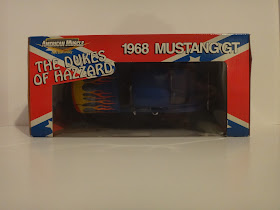 AMERICAN MUSCLE
THE DUKES
OF HAZZARD
1968 MUSTANG GT